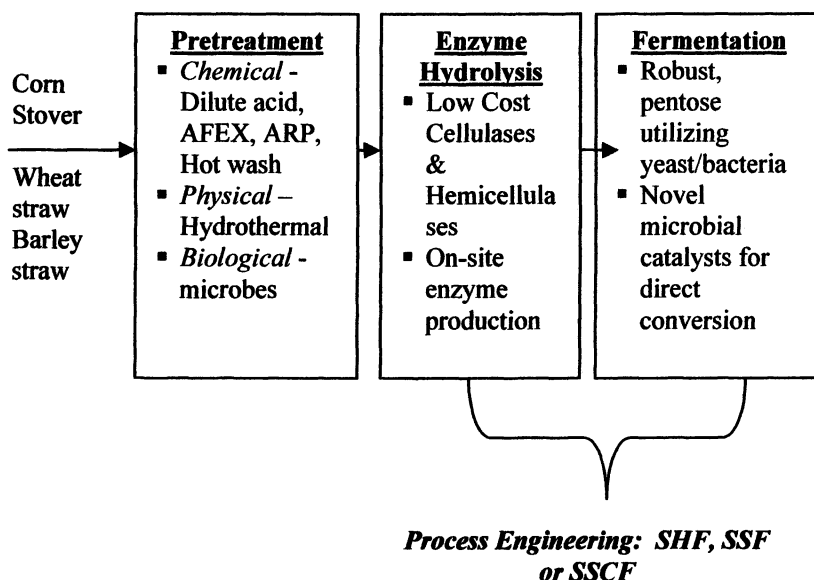 Corn
Stover
Wheat
straw
Barley
straw
Pretreatment
▪ Chemical -
Dilute acid,
AFEX, ARP,
Hot wash
▪ Physical –
Hydrothermal
▪ Biological -
microbes
Enzyme
Hydrolysis
▪ Low Cost
Cellulases
&
Hemicellula
ses
▪ On-site
enzyme
production
Fermentation
▪ Robust,
pentose
utilizing
yeast/bacteria
▪ Novel
microbial
catalysts for
direct
conversion
Process Engineering: SHF, SSF
or SSCF